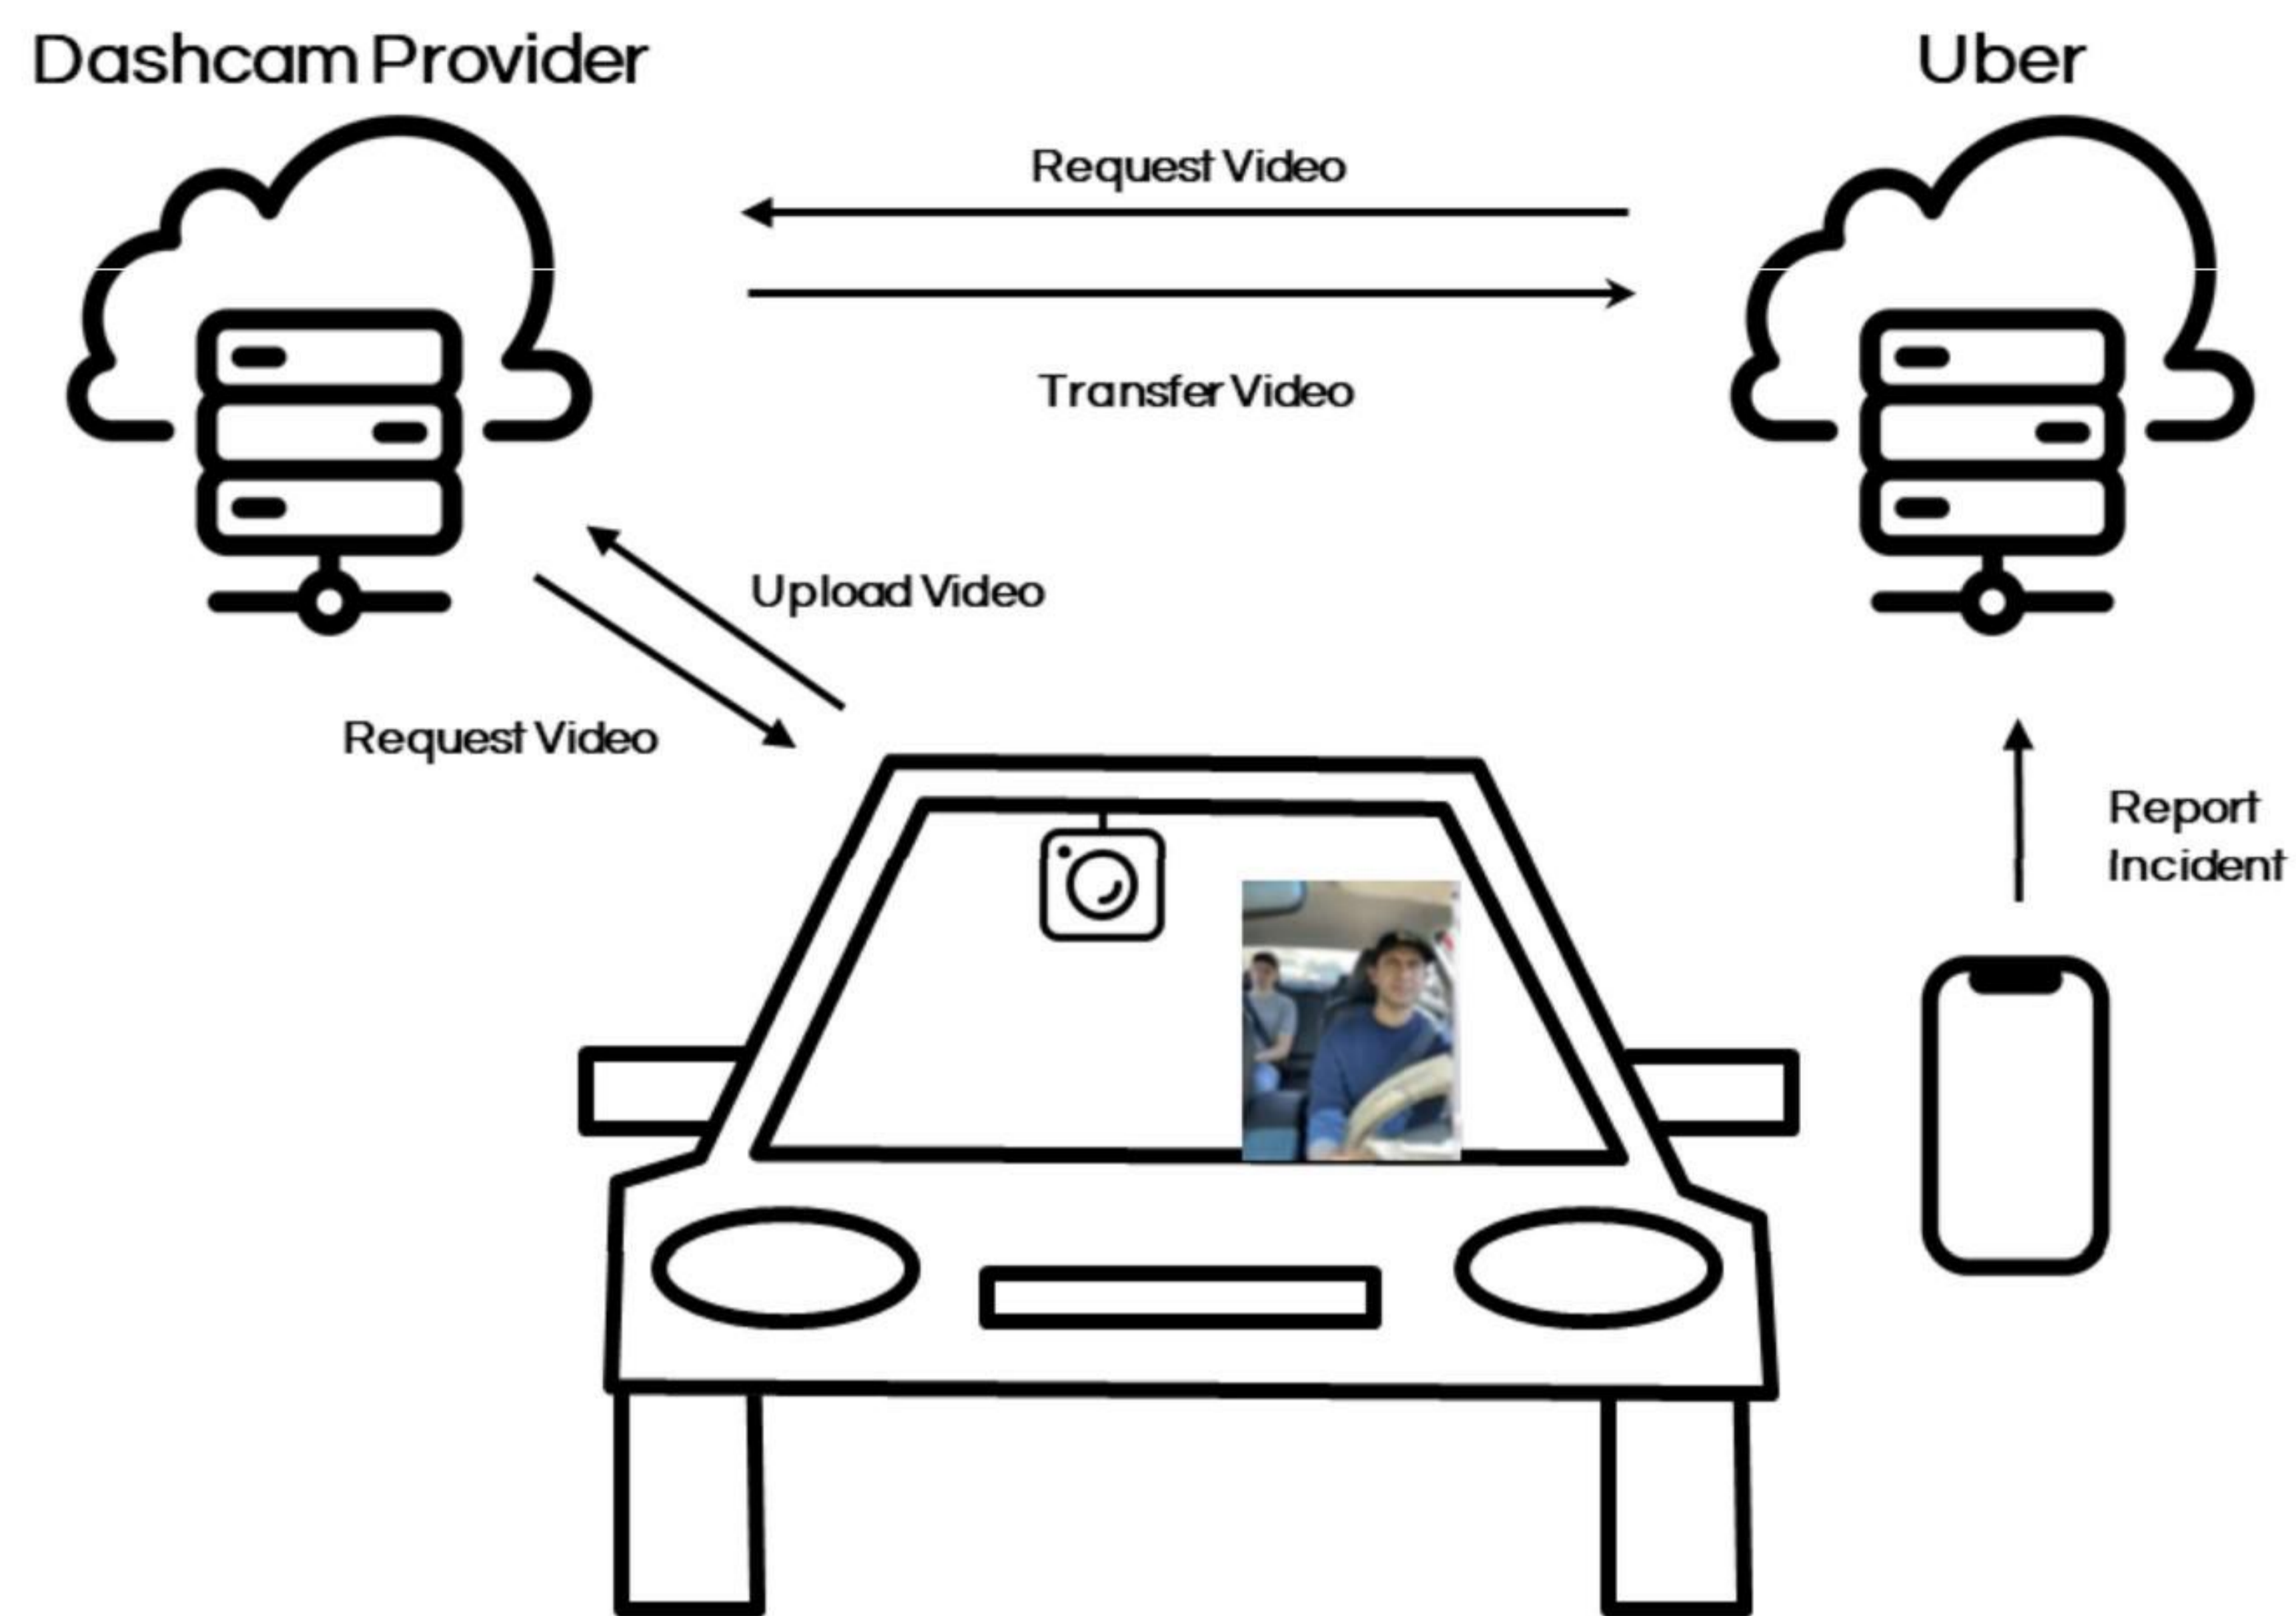 Dashcam Provider
Uber
Request Video
Transfer Video
Upload Video
Request Video
Report
Incident